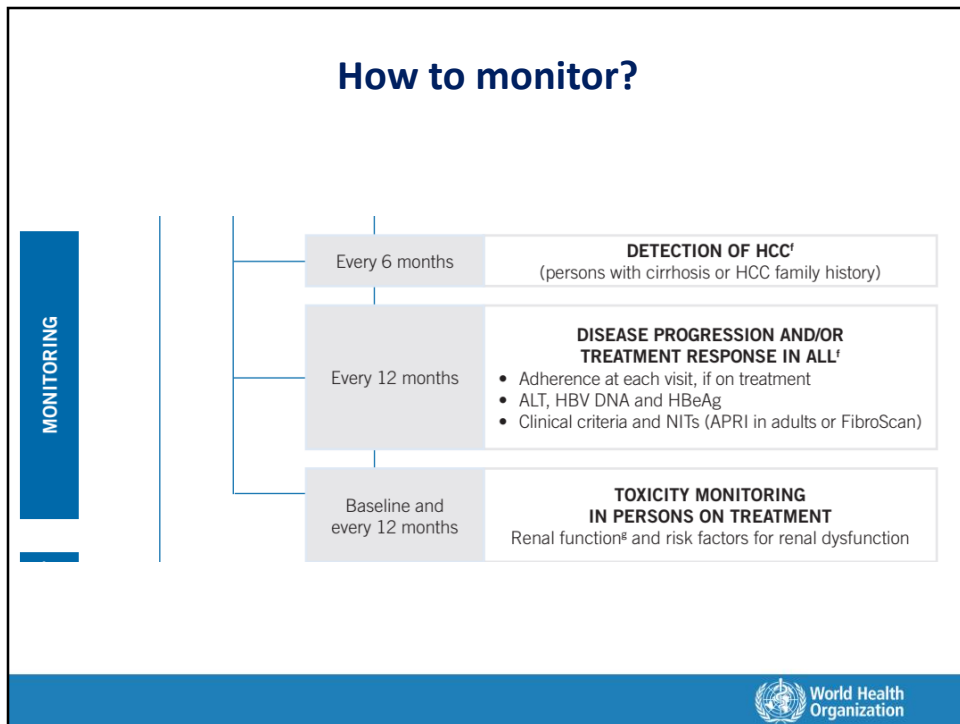 How to monitor?
MONITORING
Every 6 months
DETECTION OF HCCᶠ
(persons with cirrhosis or HCC family history)
Every 12 months
DISEASE PROGRESSION AND/OR
TREATMENT RESPONSE IN ALLᶠ
• Adherence at each visit, if on treatment
• ALT, HBV DNA and HBeAg
• Clinical criteria and NITs (APRI in adults or FibroScan)
Baseline and
every 12 months
TOXICITY MONITORING
IN PERSONS ON TREATMENT
Renal functionᵍ and risk factors for renal dysfunction
World Health
Organization